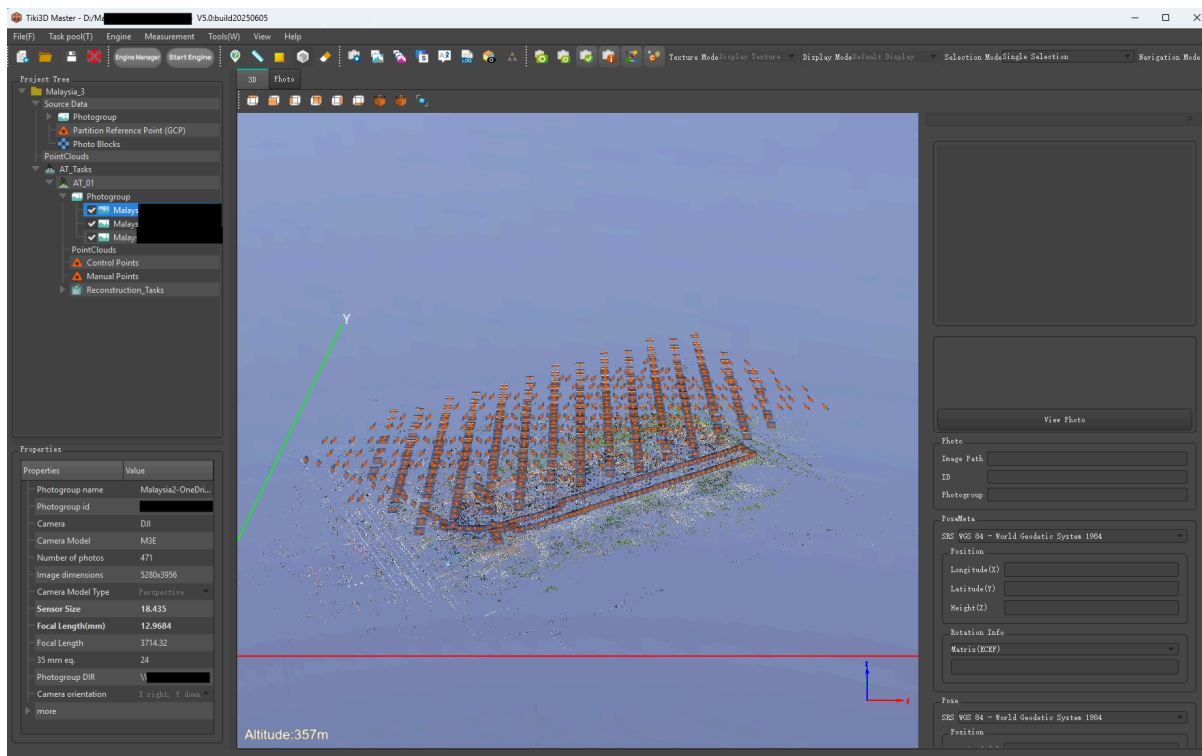 Tiki3D Master - D:/Ma V5.0:build20250605
File(F) Task pool(T) Engine Measurement Tools(W) View Help
Engine Manager Start Engine Texture Mode Display Texture Display Mode Default Display Selection Mode Single Selection Navigation Mode
Project Tree
3D Photo
Malaysia_3
Source Data
Photogroup
Partition Reference Point (GCP)
Photo Blocks
PointClouds
AT_Tasks
AT_01
Photogroup
Malays
Malays
Malay
PointClouds
Control Points
Manual Points
Reconstruction_Tasks
Properties
Properties Value
Photogroup name Malaysia2-OneDri...
Photogroup id
Camera DJI
Camera Model M3E
Number of photos 471
Image dimensions 5280x3956
Camera Model Type Perspective
Sensor Size 18.435
Focal Length(mm) 12.9684
Focal Length 3714.32
35 mm eq. 24
Photogroup DIR \\
Camera orientation X right, Y down
more
Y
Altitude:357m
View Photo
Photo
Image Path
ID
Photogroup
PoseMeta
SRS WGS 84 - World Geodetic System 1984
Position
Longitude(X)
Latitude(Y)
Height(Z)
Rotation Info
Matrix(ECEF)
Pose
SRS WGS 84 - World Geodetic System 1984
Position